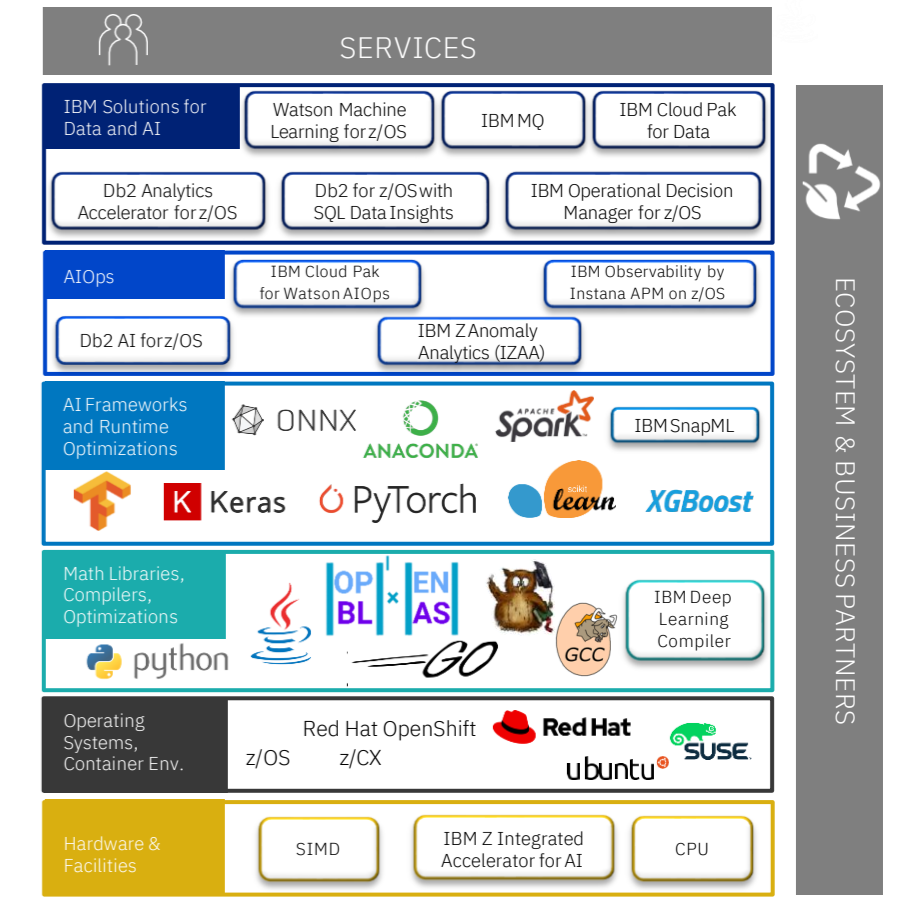 SERVICES
IBM Solutions for
Data and AI
Watson Machine
Learning for z/OS
IBM MQ
IBM Cloud Pak
for Data
Db2 Analytics
Accelerator for z/OS
Db2 for z/OS with
SQL Data Insights
IBM Operational Decision
Manager for z/OS
AIOps
IBM Cloud Pak
for Watson AIOps
IBM Observability by
Instana APM on z/OS
Db2 AI for z/OS
IBM Z Anomaly
Analytics (IZAA)
AI Frameworks
and Runtime
Optimizations
ONNX
ANACONDA
APACHE
Spark
IBM SnapML
K Keras
PyTorch
scikit
learn
XGBoost
Math Libraries,
Compilers,
Optimizations
OP EN
BL AS
IBM Deep
Learning
Compiler
python
GO
GCC
Operating
Systems,
Container Env.
Red Hat OpenShift
z/OS
z/CX
Red Hat
SUSE
ubuntu
Hardware &
Facilities
SIMD
IBM Z Integrated
Accelerator for AI
CPU
ECOSYSTEM & BUSINESS PARTNERS